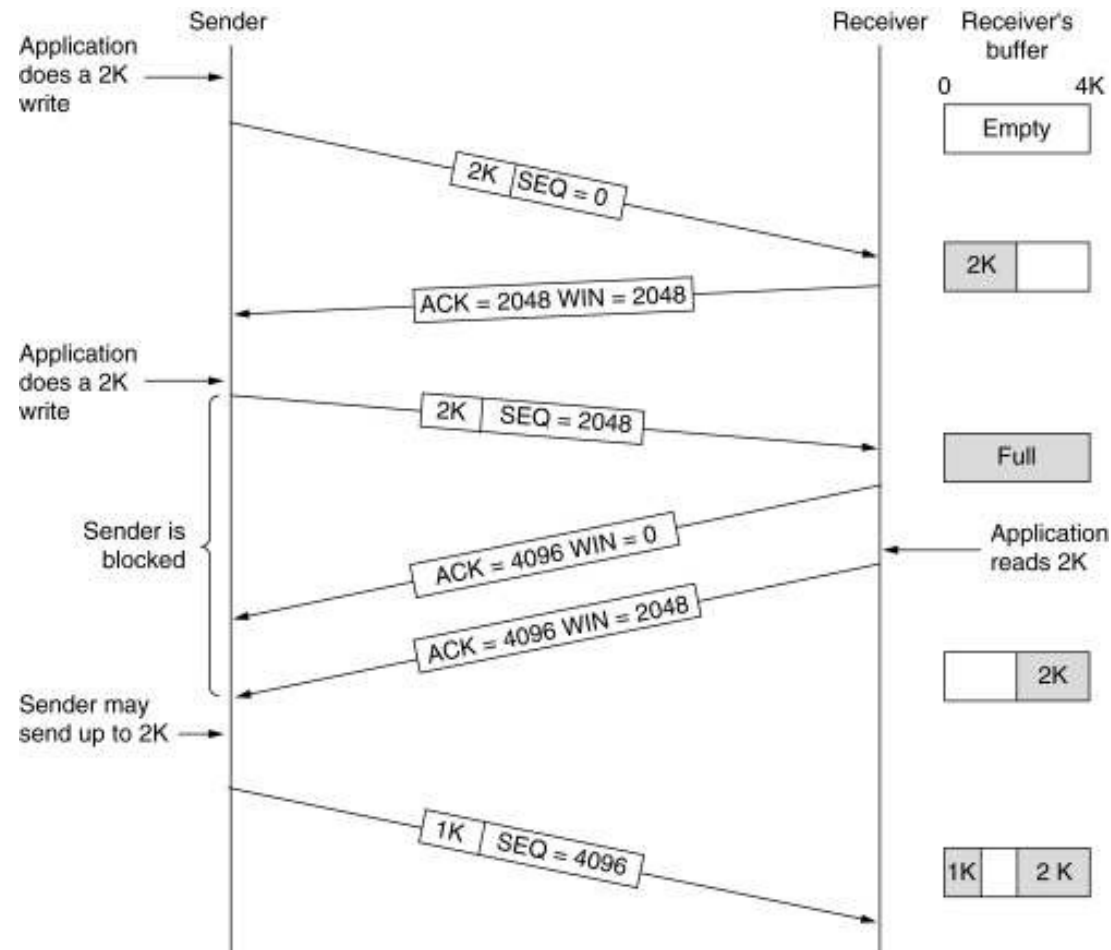 Sender
Receiver
Receiver's
buffer
Application
does a 2K
write
0
4K
Empty
2K
SEQ = 0
2K
ACK = 2048 WIN = 2048
Application
does a 2K
write
2K
SEQ = 2048
Full
Sender is
blocked
ACK = 4096 WIN = 0
Application
reads 2K
ACK = 4096 WIN = 2048
2K
Sender may
send up to 2K
1K
SEQ = 4096
1K
2 K